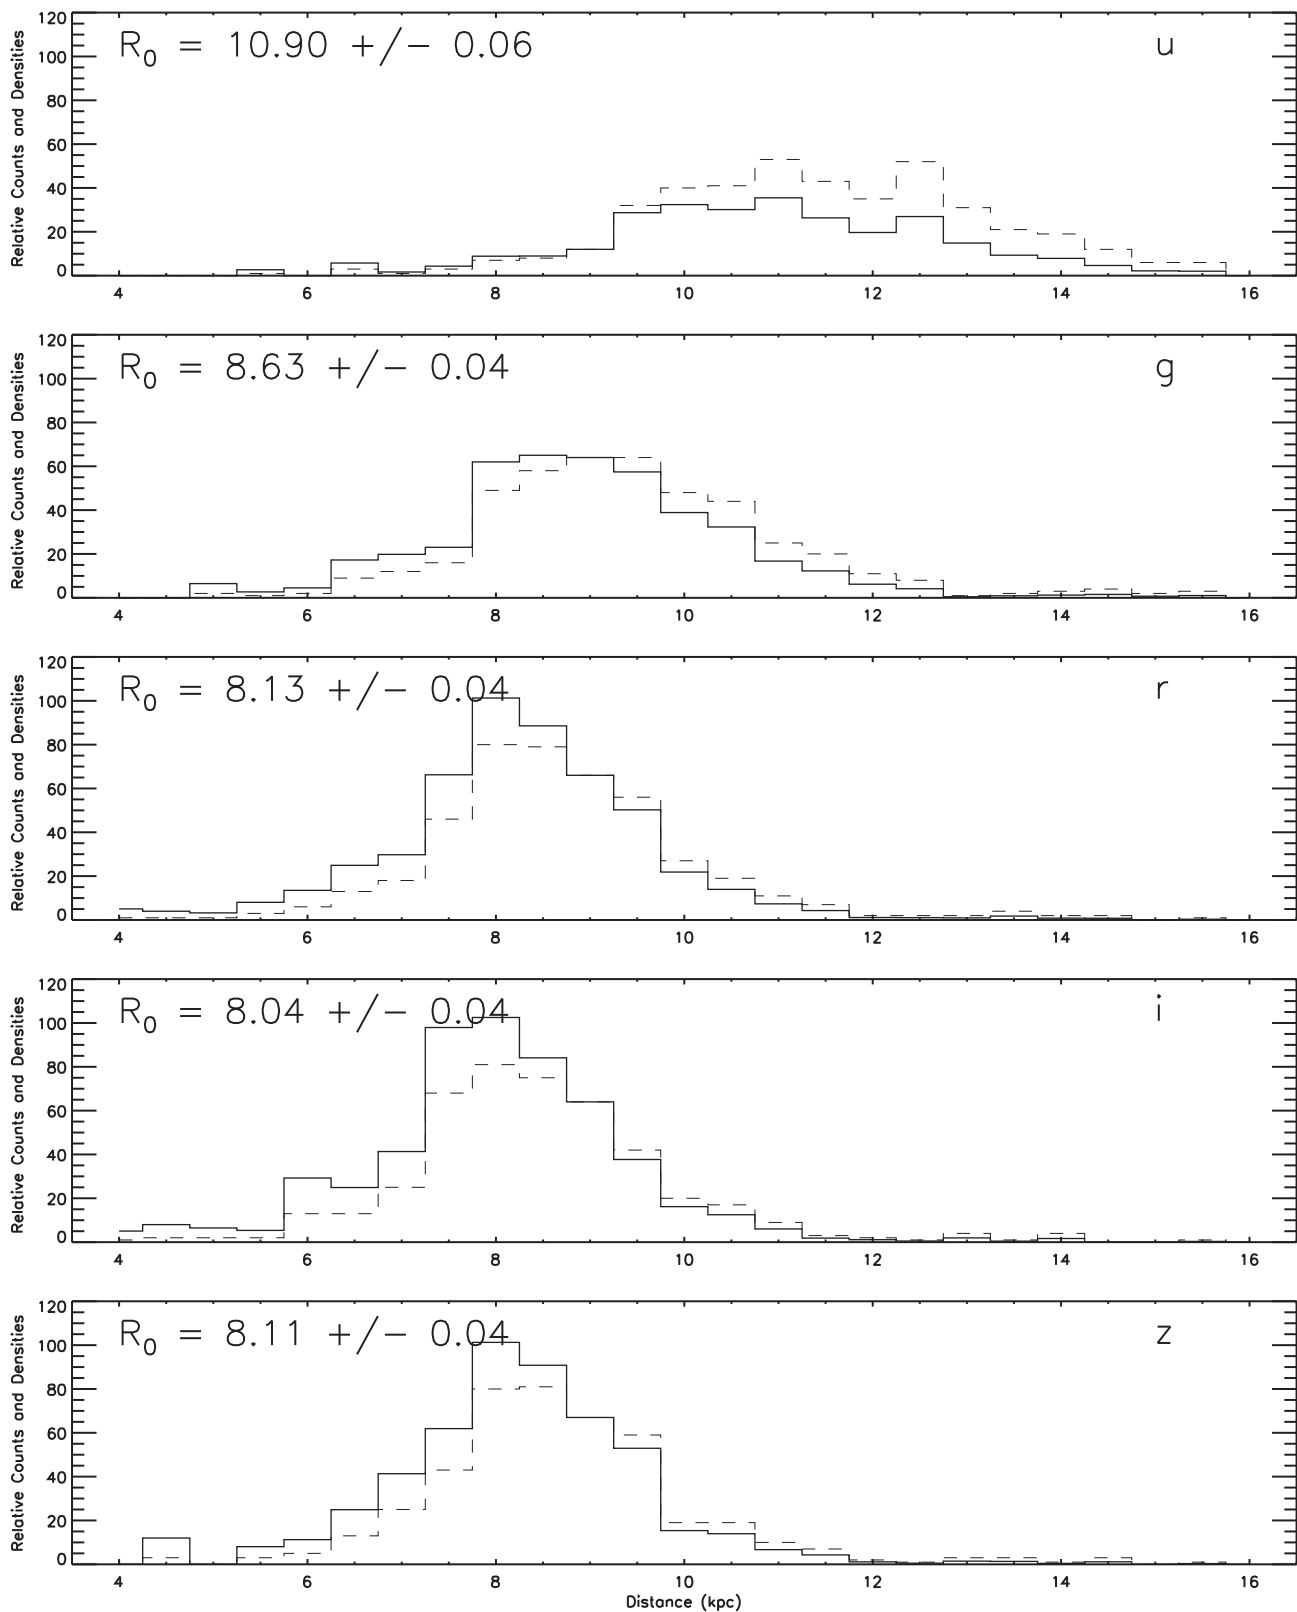 R0 = 10.90 +/- 0.06
u
Relative Counts and Densities
120
100
80
60
40
20
0
4 6 8 10 12 14 16
R0 = 8.63 +/- 0.04
g
Relative Counts and Densities
120
100
80
60
40
20
0
4 6 8 10 12 14 16
R0 = 8.13 +/- 0.04
r
Relative Counts and Densities
120
100
80
60
40
20
0
4 6 8 10 12 14 16
R0 = 8.04 +/- 0.04
i
Relative Counts and Densities
120
100
80
60
40
20
0
4 6 8 10 12 14 16
R0 = 8.11 +/- 0.04
z
Relative Counts and Densities
120
100
80
60
40
20
0
4 6 8 10 12 14 16
Distance (kpc)